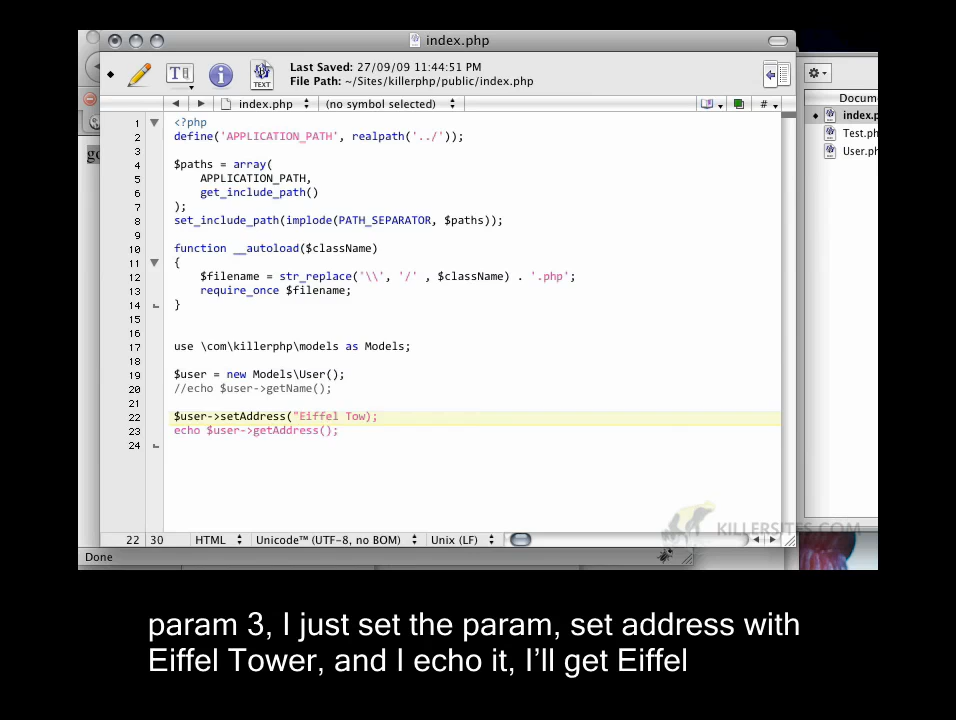 index.php
Last Saved: 27/09/09 11:44:51 PM
File Path: ~/Sites/killerphp/public/index.php
TEXT
index.php (no symbol selected) #
1 <?php
2 define('APPLICATION_PATH', realpath('../'));
3
4 $paths = array(
5 APPLICATION_PATH,
6 get_include_path()
7 );
8 set_include_path(implode(PATH_SEPARATOR, $paths));
9
10 function __autoload($className)
11 {
12 $filename = str_replace('\\', '/' , $className) . '.php';
13 require_once $filename;
14 }
15
16
17 use \com\killerphp\models as Models;
18
19 $user = new Models\User();
20 //echo $user->getName();
21
22 $user->setAddress("Eiffel Tow);
23 echo $user->getAddress();
24
22 30 HTML Unicode™ (UTF-8, no BOM) Unix (LF)
Done
Docum
index.p
Test.ph
User.ph
KILLERSITES.COM
param 3, I just set the param, set address with
Eiffel Tower, and I echo it, I’ll get Eiffel